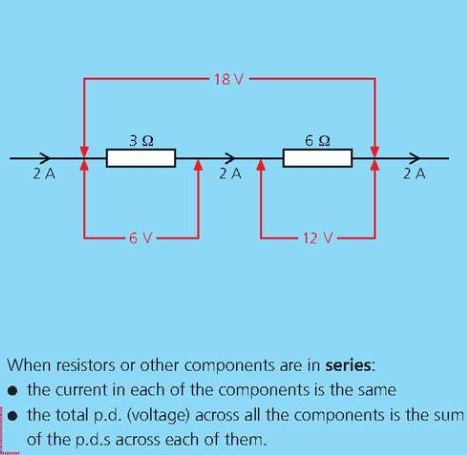 18 V
3 Ω
6 Ω
2 A
2 A
2 A
6 V
12 V
When resistors or other components are in series:
● the current in each of the components is the same
● the total p.d. (voltage) across all the components is the sum
of the p.d.s across each of them.